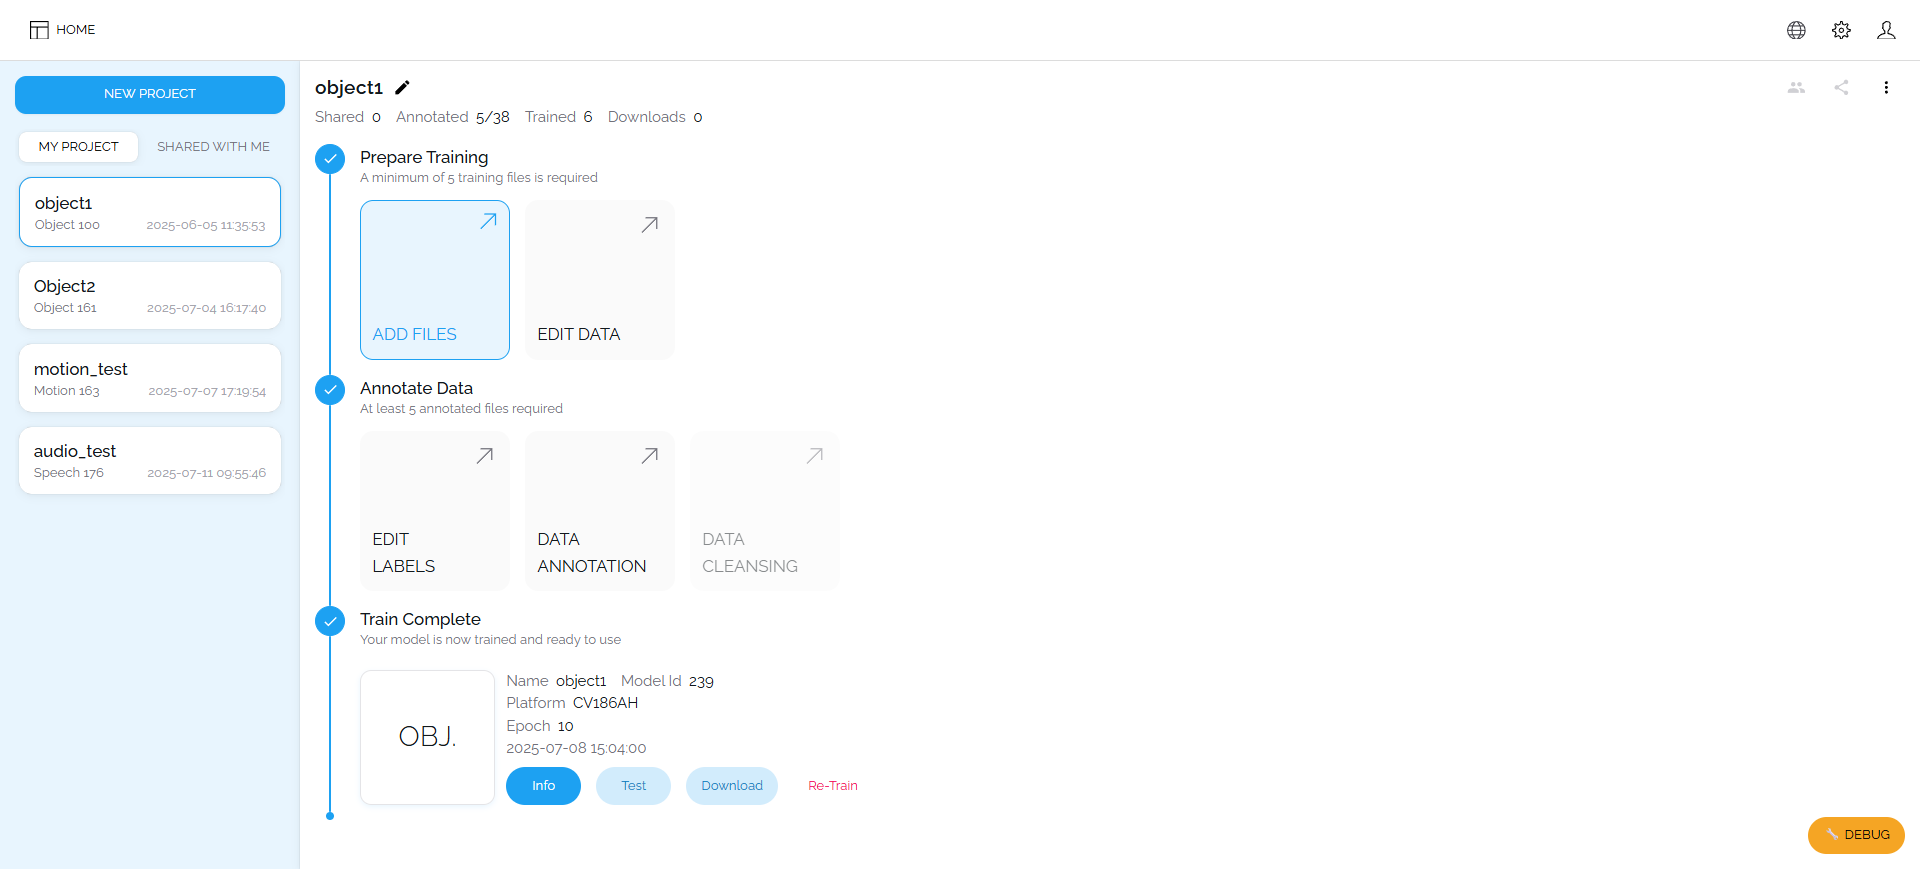 HOME
NEW PROJECT
MY PROJECT SHARED WITH ME
object1
Object 100 2025-06-05 11:35:53
Object2
Object 161 2025-07-04 16:17:40
motion_test
Motion 163 2025-07-07 17:19:54
audio_test
Speech 176 2025-07-11 09:55:46
object1
Shared 0 Annotated 5/38 Trained 6 Downloads 0
Prepare Training
A minimum of 5 training files is required
ADD FILES EDIT DATA
Annotate Data
At least 5 annotated files required
EDIT
LABELS
DATA
ANNOTATION
DATA
CLEANSING
Train Complete
Your model is now trained and ready to use
OBJ.
Name object1 Model Id 239
Platform CV186AH
Epoch 10
2025-07-08 15:04:00
Info Test Download Re-Train
DEBUG